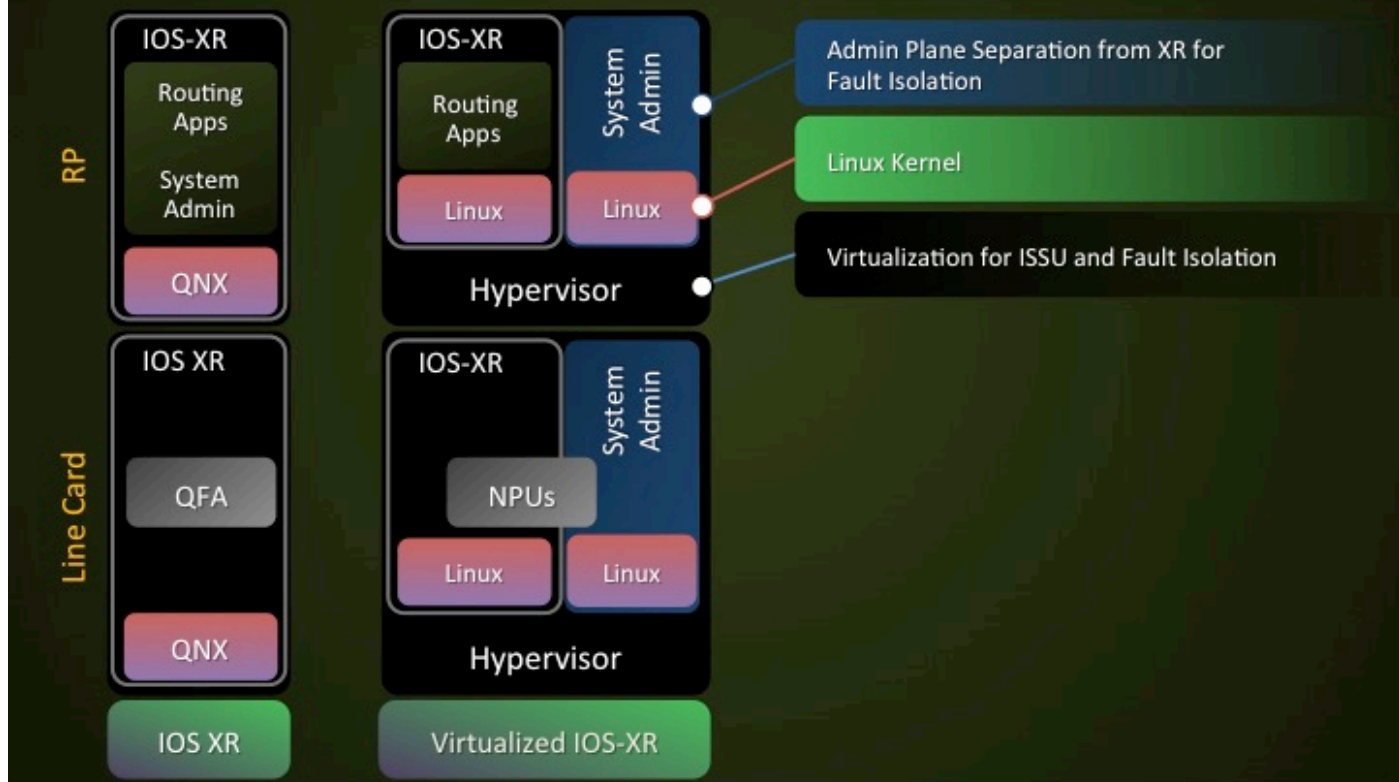 RP
IOS-XR
Routing
Apps
System
Admin
QNX
IOS-XR
Routing
Apps
Linux
System
Admin
Linux
Hypervisor
Admin Plane Separation from XR for
Fault Isolation
Linux Kernel
Virtualization for ISSU and Fault Isolation
Line Card
IOS XR
QFA
QNX
IOS-XR
NPUs
Linux
System
Admin
Linux
Hypervisor
IOS XR
Virtualized IOS-XR